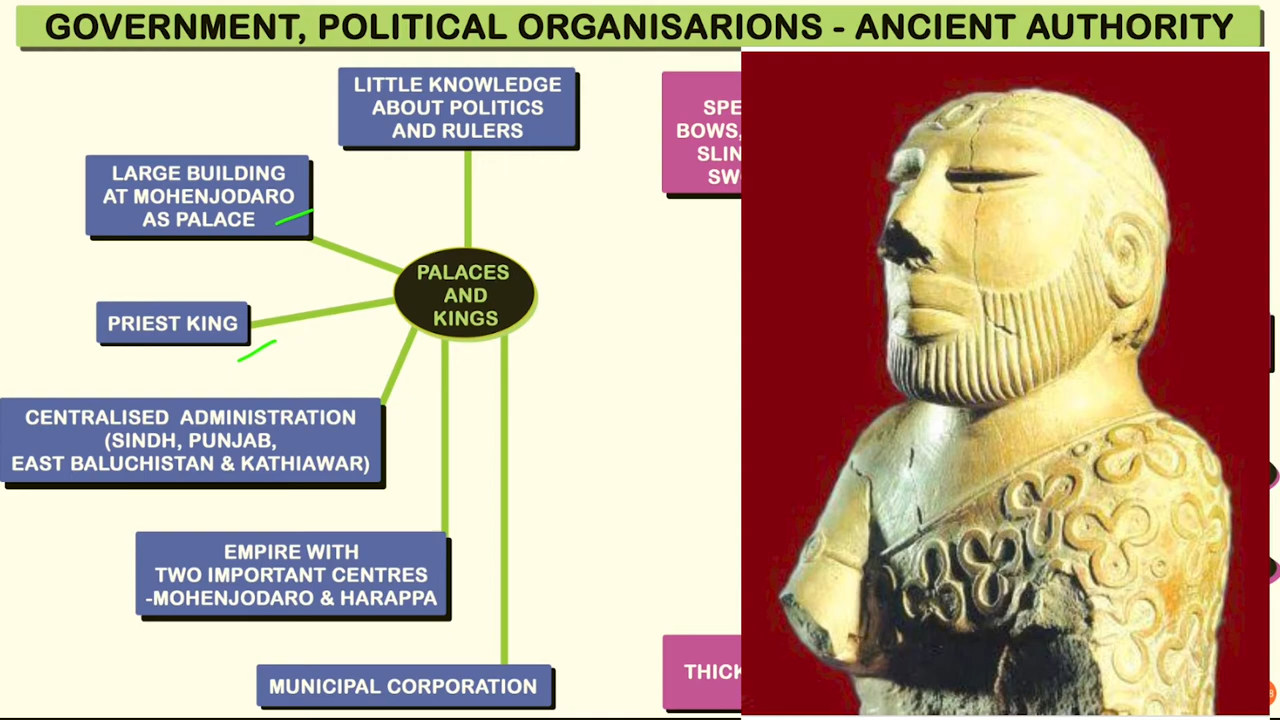 GOVERNMENT, POLITICAL ORGANISARIONS - ANCIENT AUTHORITY
LITTLE KNOWLEDGE
ABOUT POLITICS
AND RULERS
LARGE BUILDING
AT MOHENJODARO
AS PALACE
PALACES
AND
KINGS
PRIEST KING
CENTRALISED ADMINISTRATION
(SINDH, PUNJAB,
EAST BALUCHISTAN & KATHIAWAR)
EMPIRE WITH
TWO IMPORTANT CENTRES
-MOHENJODARO & HARAPPA
MUNICIPAL CORPORATION
BOWS,
THICK